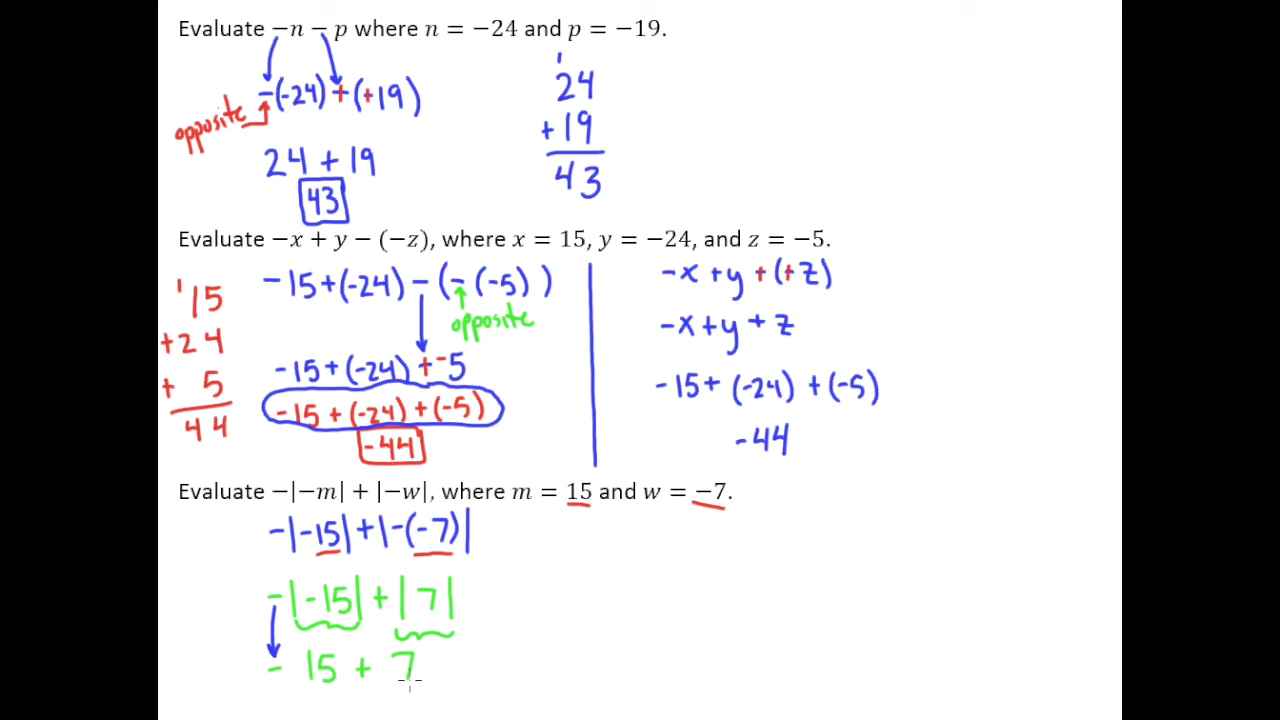 Evaluate −n − p where n = −24 and p = −19.
-(-24) + (+19)
opposite
24 + 19
43
1
24
+ 19
43
Evaluate −x + y − (−z), where x = 15, y = −24, and z = −5.
1
15
+24
+ 5
44
-15+(-24) - (-(-5))
opposite
-15+(-24) + -5
-15 + (-24) + (-5)
-44
-x + y + (+z)
-x + y + z
-15+ (-24) + (-5)
-44
Evaluate −|−m| + |−w|, where m = 15 and w = −7.
-|-15| + |-(-7)|
-|-15| + |7|
- 15 + 7